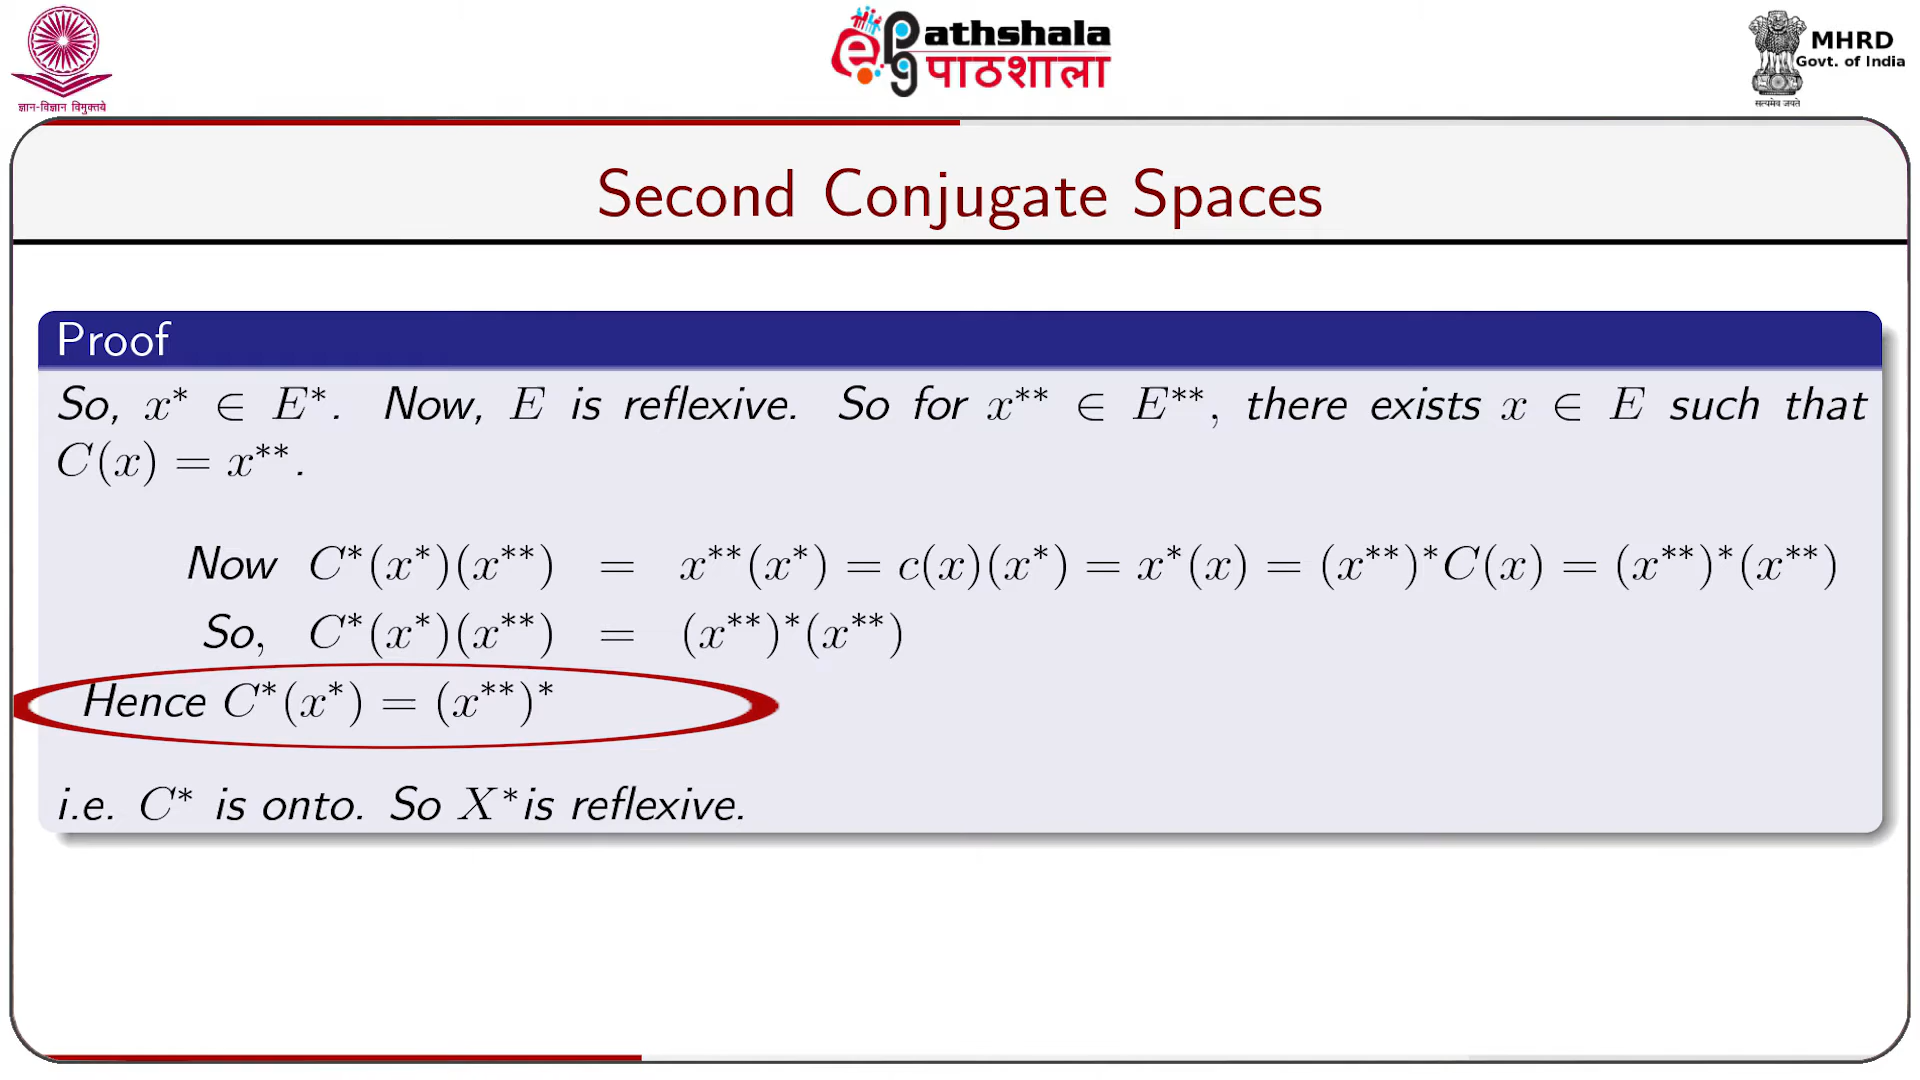 ज्ञान-विज्ञान विमुक्तये
ePathshala
पाठशाला
MHRD
Govt. of India
सत्यमेव जयते
Second Conjugate Spaces
Proof
So, x* ∈ E*. Now, E is reflexive. So for x** ∈ E**, there exists x ∈ E such that
C(x) = x**.
Now C*(x*)(x**) = x**(x*) = c(x)(x*) = x*(x) = (x**)*C(x) = (x**)*(x**)
So, C*(x*)(x**) = (x**)*(x**)
Hence C*(x*) = (x**)*
i.e. C* is onto. So X*is reflexive.